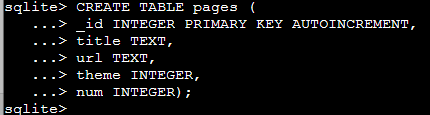 sqlite> CREATE TABLE pages (
...> _id INTEGER PRIMARY KEY AUTOINCREMENT,
...> title TEXT,
...> url TEXT,
...> theme INTEGER,
...> num INTEGER);
sqlite>